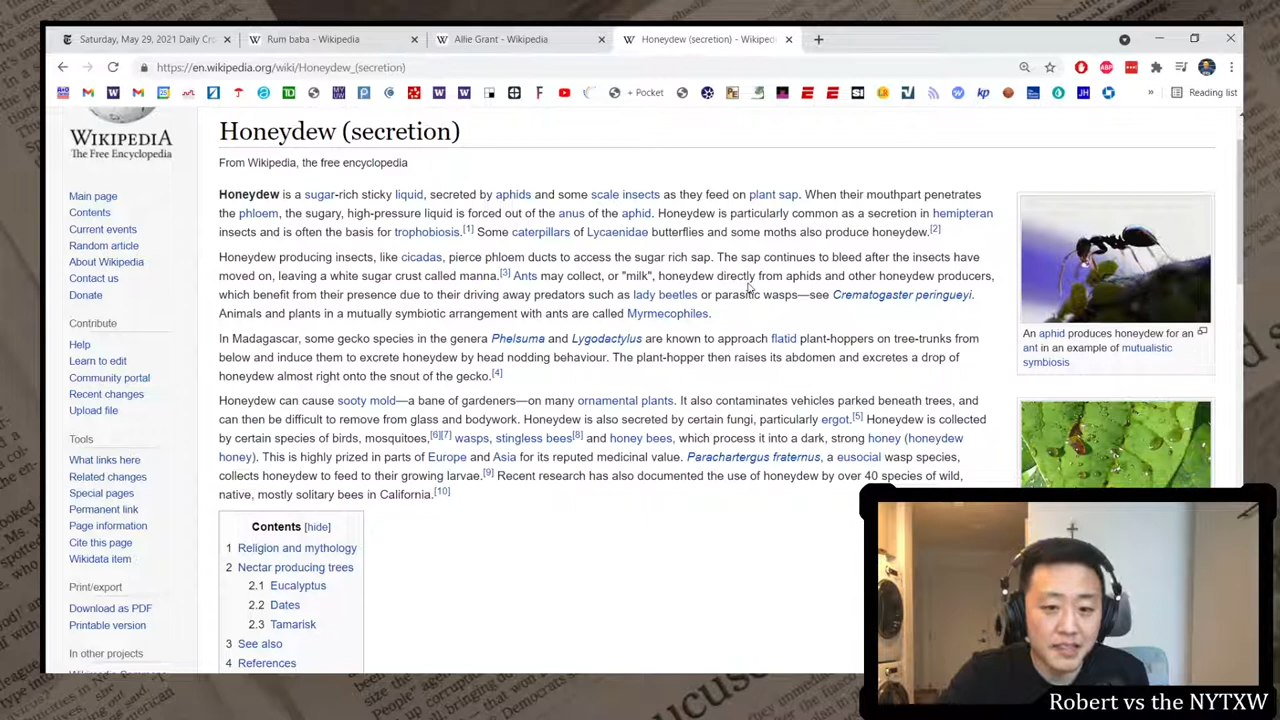 Saturday, May 29, 2021 Daily Cr
Rum baba - Wikipedia
Allie Grant - Wikipedia
Honeydew (secretion) - Wikiped
https://en.wikipedia.org/wiki/Honeydew_(secretion)
+ Pocket
Reading list
WIKIPEDIA
The Free Encyclopedia
Main page
Contents
Current events
Random article
About Wikipedia
Contact us
Donate
Contribute
Help
Learn to edit
Community portal
Recent changes
Upload file
Tools
What links here
Related changes
Special pages
Permanent link
Page information
Cite this page
Wikidata item
Print/export
Download as PDF
Printable version
In other projects
Honeydew (secretion)
From Wikipedia, the free encyclopedia
Honeydew is a sugar-rich sticky liquid, secreted by aphids and some scale insects as they feed on plant sap. When their mouthpart penetrates
the phloem, the sugary, high-pressure liquid is forced out of the anus of the aphid. Honeydew is particularly common as a secretion in hemipteran
insects and is often the basis for trophobiosis.[1] Some caterpillars of Lycaenidae butterflies and some moths also produce honeydew.[2]
Honeydew producing insects, like cicadas, pierce phloem ducts to access the sugar rich sap. The sap continues to bleed after the insects have
moved on, leaving a white sugar crust called manna.[3] Ants may collect, or "milk", honeydew directly from aphids and other honeydew producers,
which benefit from their presence due to their driving away predators such as lady beetles or parasitic wasps—see Crematogaster peringueyi.
Animals and plants in a mutually symbiotic arrangement with ants are called Myrmecophiles.
In Madagascar, some gecko species in the genera Phelsuma and Lygodactylus are known to approach flatid plant-hoppers on tree-trunks from
below and induce them to excrete honeydew by head nodding behaviour. The plant-hopper then raises its abdomen and excretes a drop of
honeydew almost right onto the snout of the gecko.[4]
Honeydew can cause sooty mold—a bane of gardeners—on many ornamental plants. It also contaminates vehicles parked beneath trees, and
can then be difficult to remove from glass and bodywork. Honeydew is also secreted by certain fungi, particularly ergot.[5] Honeydew is collected
by certain species of birds, mosquitoes,[6][7] wasps, stingless bees[8] and honey bees, which process it into a dark, strong honey (honeydew
honey). This is highly prized in parts of Europe and Asia for its reputed medicinal value. Parachartergus fraternus, a eusocial wasp species,
collects honeydew to feed to their growing larvae.[9] Recent research has also documented the use of honeydew by over 40 species of wild,
native, mostly solitary bees in California.[10]
Contents [hide]
1 Religion and mythology
2 Nectar producing trees
2.1 Eucalyptus
2.2 Dates
2.3 Tamarisk
3 See also
4 References
An aphid produces honeydew for an
ant in an example of mutualistic
symbiosis
Robert vs the NYTXW